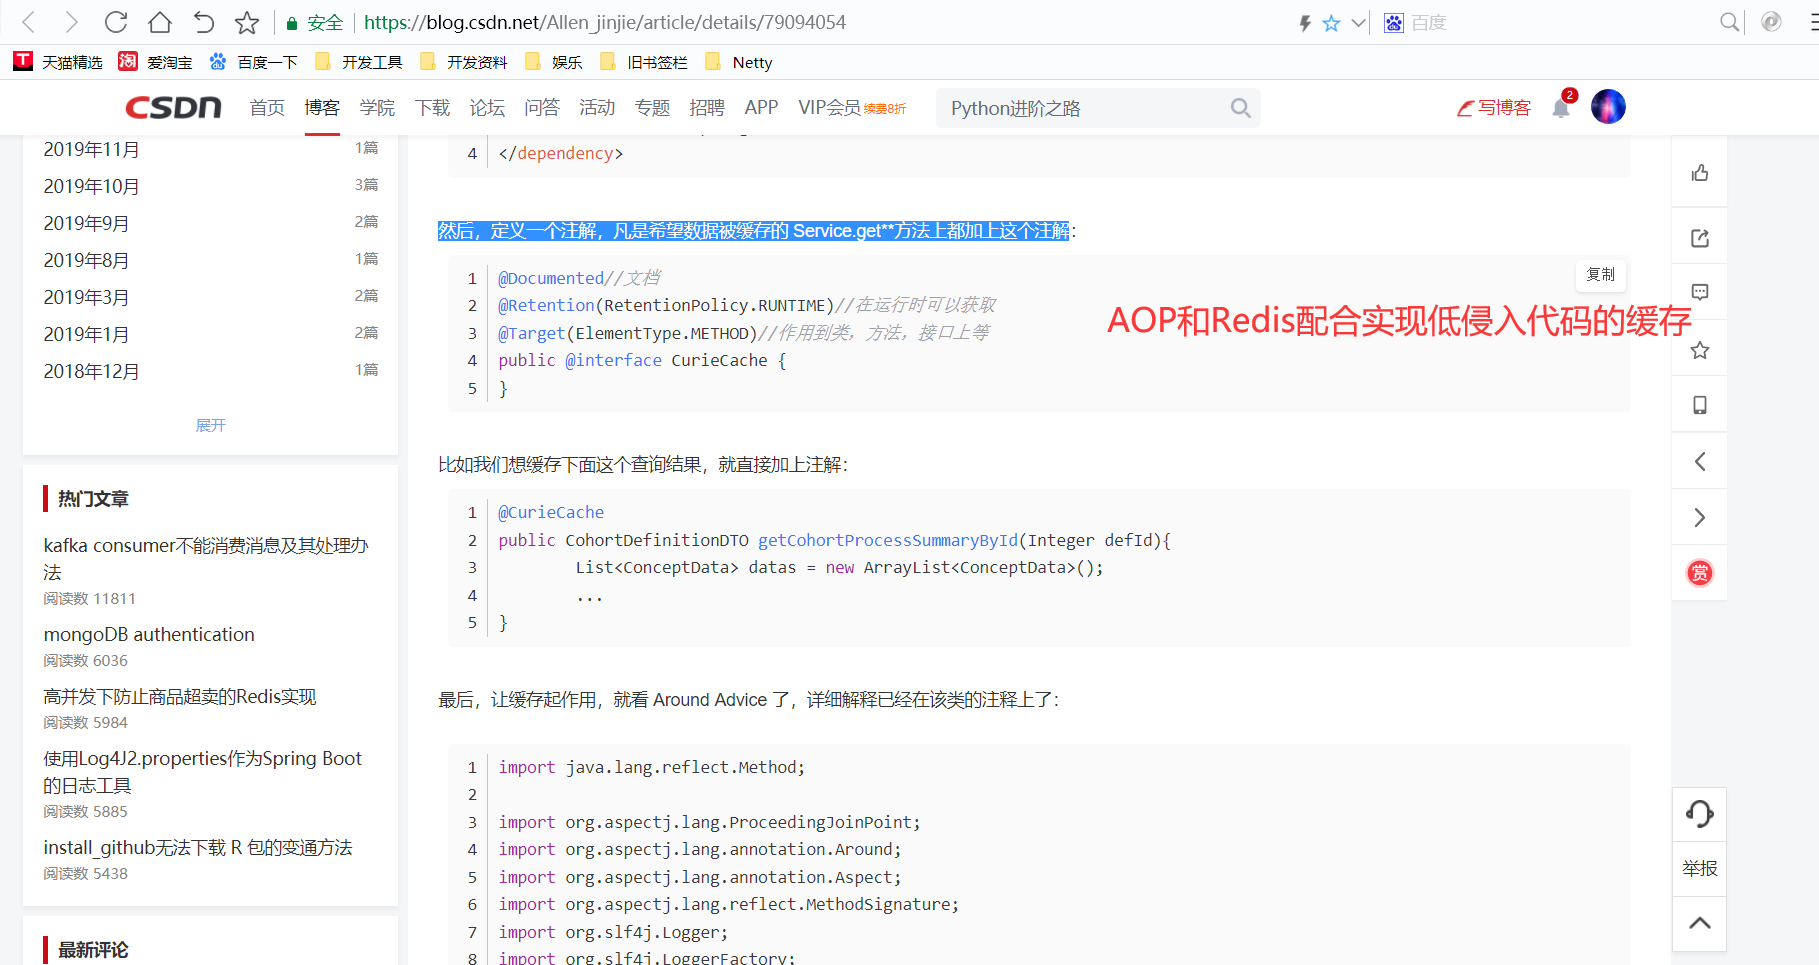 安全 https://blog.csdn.net/Allen_jinjie/article/details/79094054 百度
天猫精选 爱淘宝 百度一下 开发工具 开发资料 娱乐 旧书签栏 Netty
CSDN 首页 博客 学院 下载 论坛 问答 活动 专题 招聘 APP VIP会员 续费8折 Python进阶之路 写博客 2
2019年11月 1篇
2019年10月 3篇
2019年9月 2篇
2019年8月 1篇
2019年3月 2篇
2019年1月 2篇
2018年12月 1篇
展开
热门文章
kafka consumer不能消费消息及其处理办
法
阅读数 11811
mongoDB authentication
阅读数 6036
高并发下防止商品超卖的Redis实现
阅读数 5984
使用Log4J2.properties作为Spring Boot
的日志工具
阅读数 5885
install_github无法下载 R 包的变通方法
阅读数 5438
最新评论
4 </dependency>
然后，定义一个注解，凡是希望数据被缓存的 Service.get**方法上都加上这个注解：
复制
1 @Documented//文档
2 @Retention(RetentionPolicy.RUNTIME)//在运行时可以获取
3 @Target(ElementType.METHOD)//作用到类，方法，接口上等
4 public @interface CurieCache {
5 }
AOP和Redis配合实现低侵入代码的缓存
比如我们想缓存下面这个查询结果，就直接加上注解：
1 @CurieCache
2 public CohortDefinitionDTO getCohortProcessSummaryById(Integer defId){
3 List<ConceptData> datas = new ArrayList<ConceptData>();
4 ...
5 }
最后，让缓存起作用，就看 Around Advice 了，详细解释已经在该类的注释上了：
1 import java.lang.reflect.Method;
2
3 import org.aspectj.lang.ProceedingJoinPoint;
4 import org.aspectj.lang.annotation.Around;
5 import org.aspectj.lang.annotation.Aspect;
6 import org.aspectj.lang.reflect.MethodSignature;
7 import org.slf4j.Logger;
8 import org.slf4j.LoggerFactory;
赏
举报